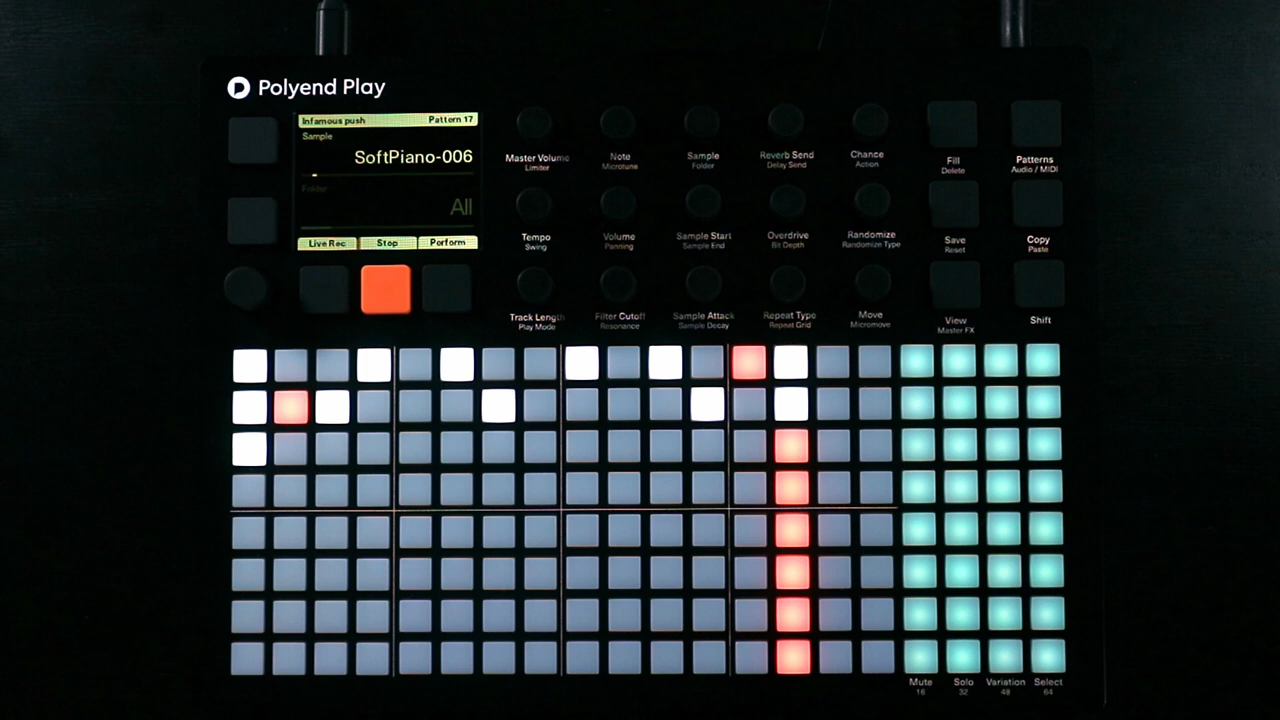 Polyend Play
Infamous push Pattern 17
Sample
SoftPiano-006
Folder
All
Live Rec Stop Perform
Master Volume Note Sample Reverb Send Chance Fill Patterns
Limiter Microtune Folder Delay Send Action Delete Audio / MIDI
Tempo Volume Sample Start Overdrive Randomize Save Copy
Swing Panning Sample End Bit Depth Randomize Type Reset Paste
Track Length Filter Cutoff Sample Attack Repeat Type Move View Shift
Play Mode Resonance Sample Decay Repeat Grid Micromove Master FX
Mute Solo Variation Select
16 32 48 64